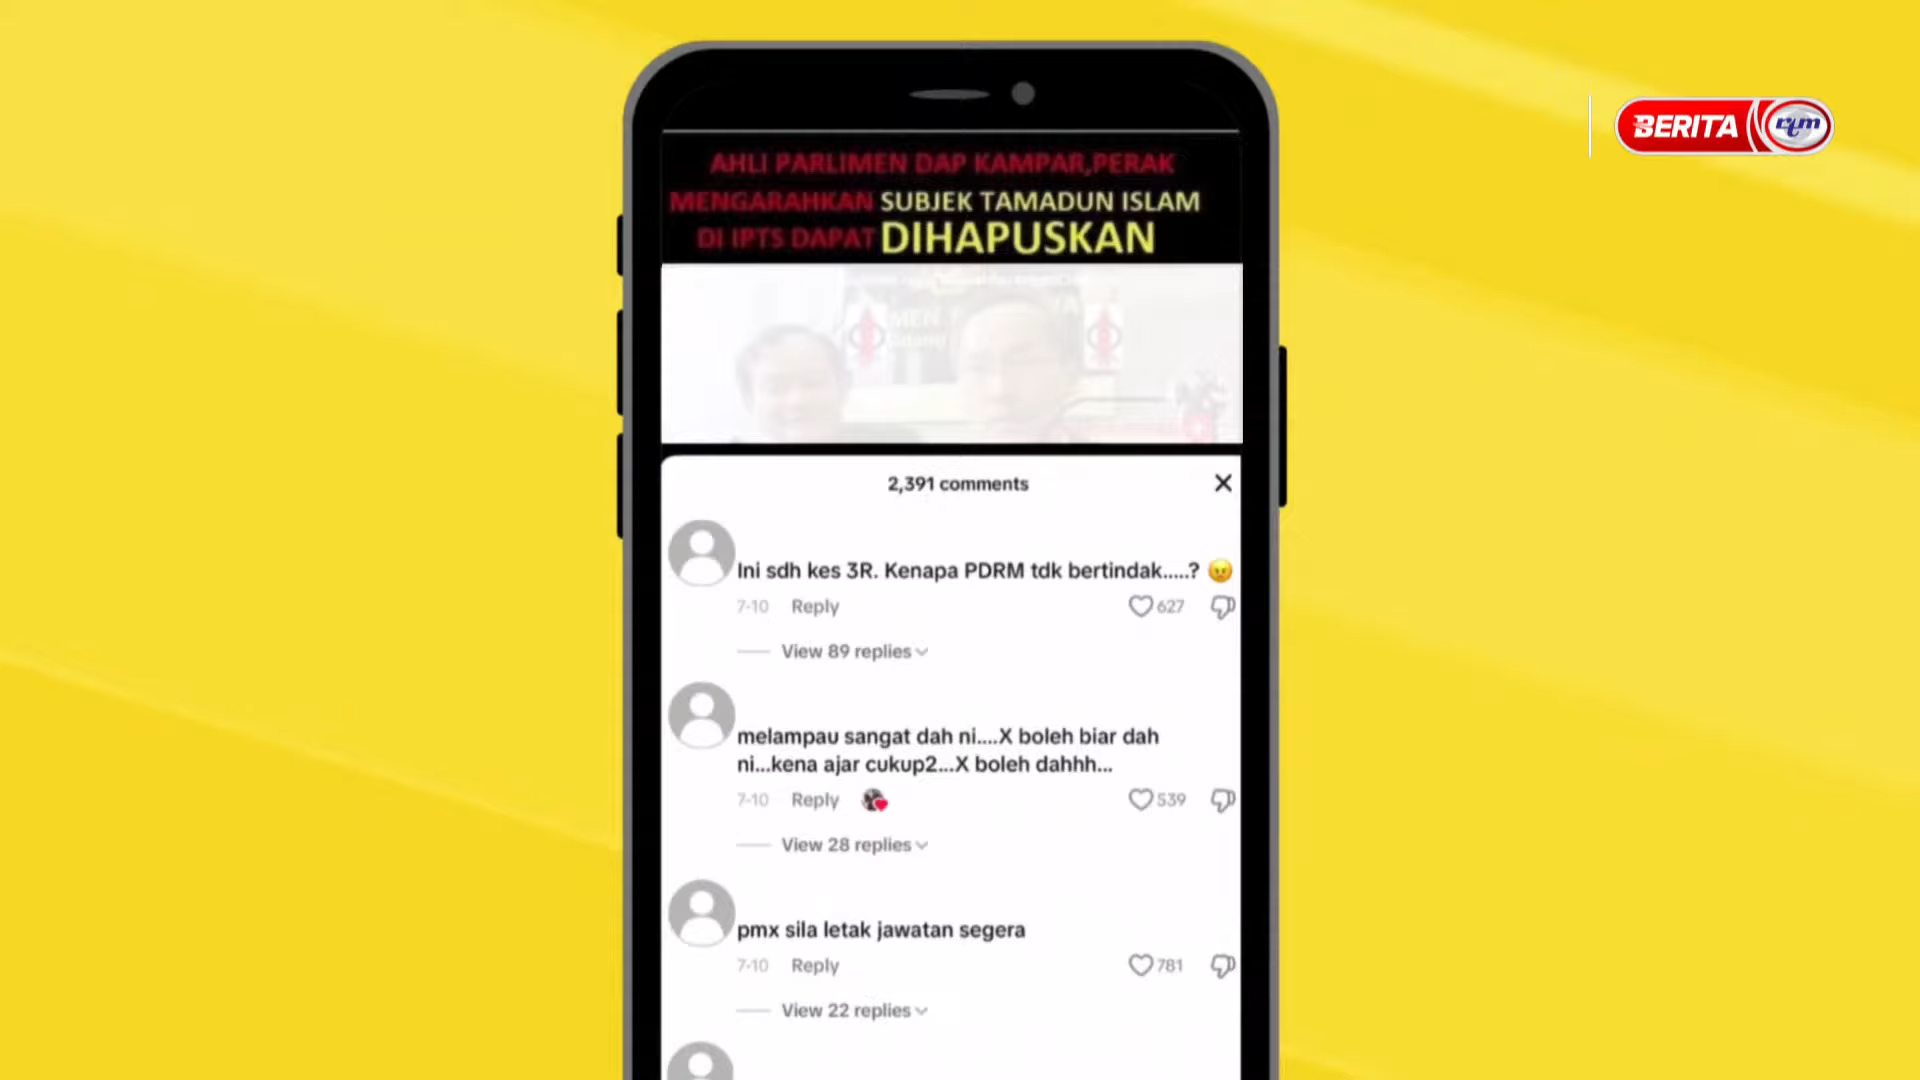 BERITA rtm
AHLI PARLIMEN DAP KAMPAR,PERAK
MENGARAHKAN SUBJEK TAMADUN ISLAM
DI IPTS DAPAT DIHAPUSKAN
MEN
2,391 comments
Ini sdh kes 3R. Kenapa PDRM tdk bertindak.....? 😠
7-10 Reply 627
View 89 replies
melampau sangat dah ni....X boleh biar dah
ni...kena ajar cukup2...X boleh dahhh...
7-10 Reply 539
View 28 replies
pmx sila letak jawatan segera
7-10 Reply 781
View 22 replies